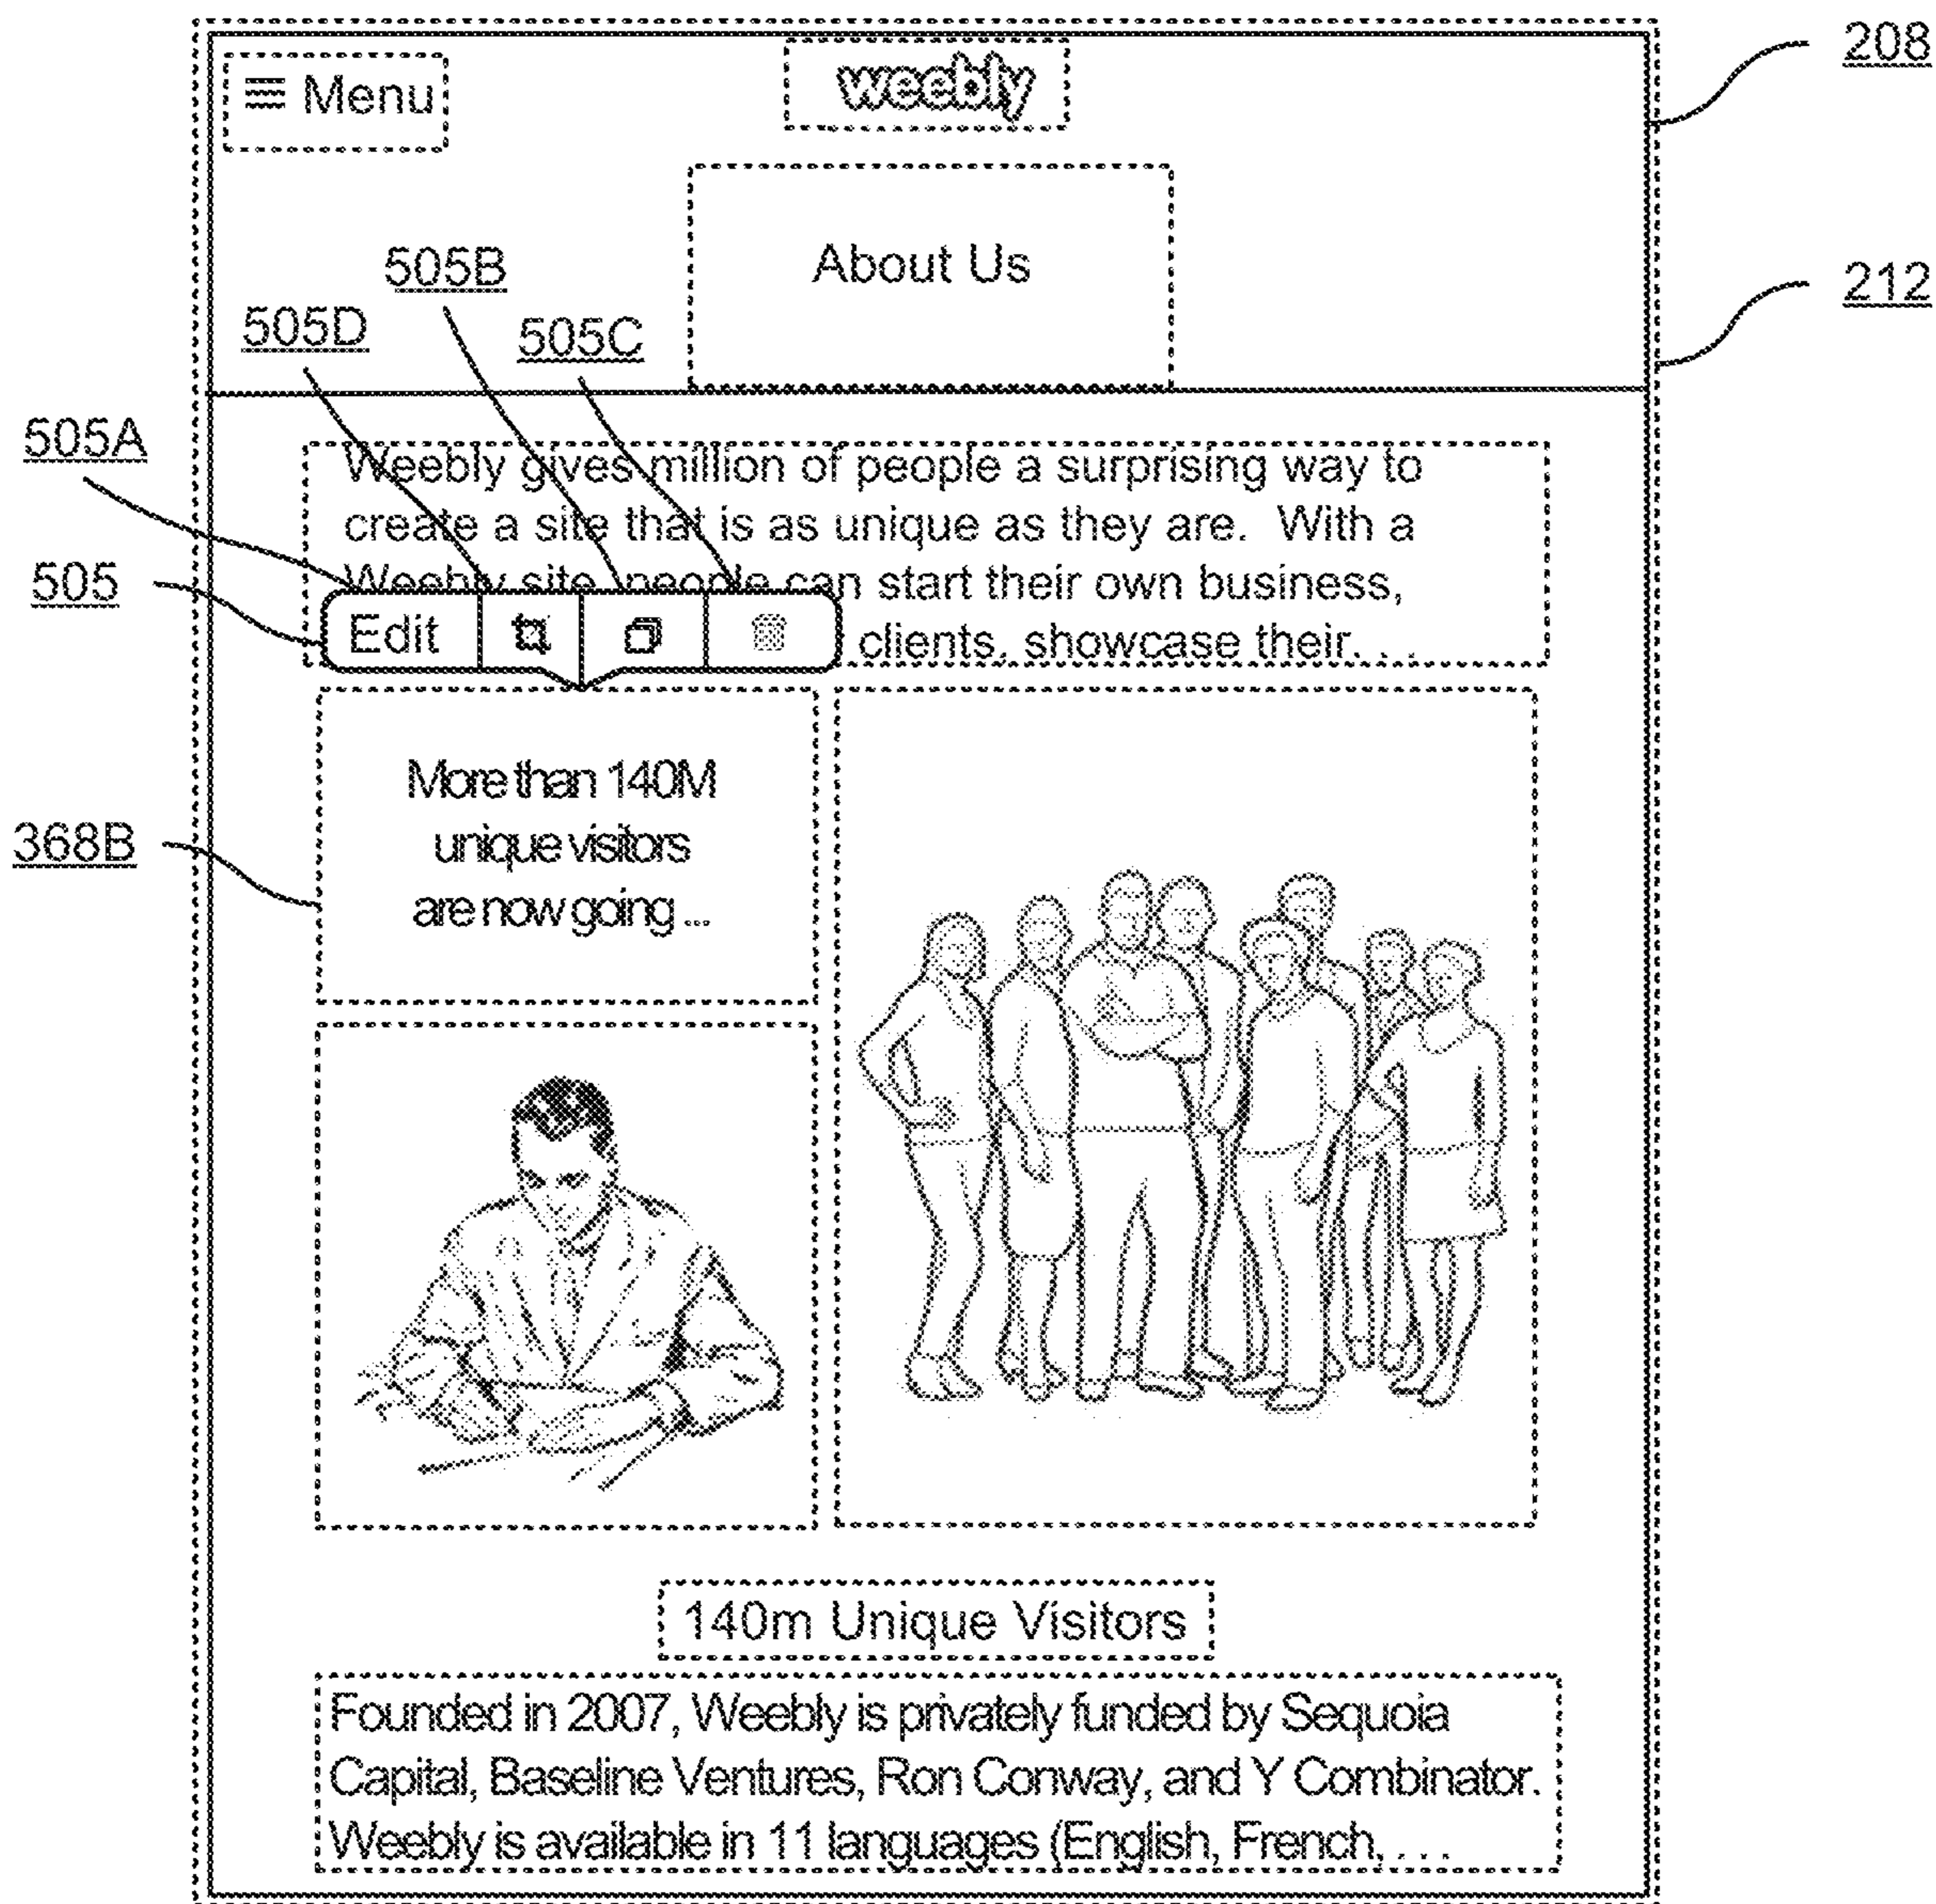 208
☰ Menu
weebly
212
About Us
505B
505D
505C
505A
Weebly gives million of people a surprising way to
create a site that is as unique as they are. With a
Weebly site, people can start their own business,
505
Edit
clients, showcase their. . .
More than 140M
unique visitors
are now going ...
368B
140m Unique Visitors
Founded in 2007, Weebly is privately funded by Sequoia
Capital, Baseline Ventures, Ron Conway, and Y Combinator.
Weebly is available in 11 languages (English, French, . . .